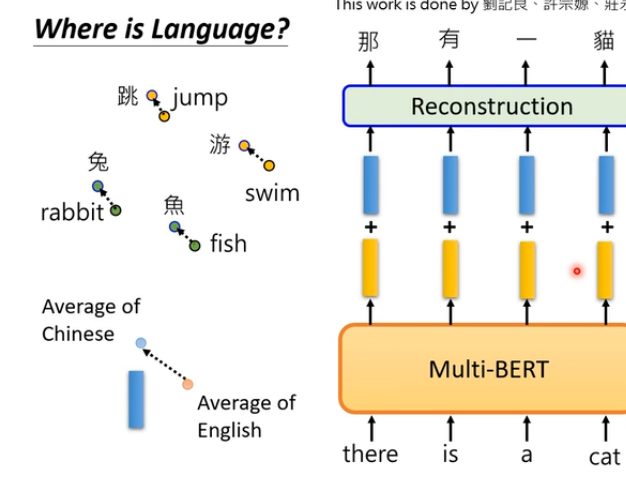 Where is Language?
跳 jump
游
swim
兔
rabbit
魚
fish
Average of
Chinese
Average of
English
This work is done by 劉記良、許宗嫄、莊
那 有 一 貓
Reconstruction
+ + + +
Multi-BERT
there is a cat